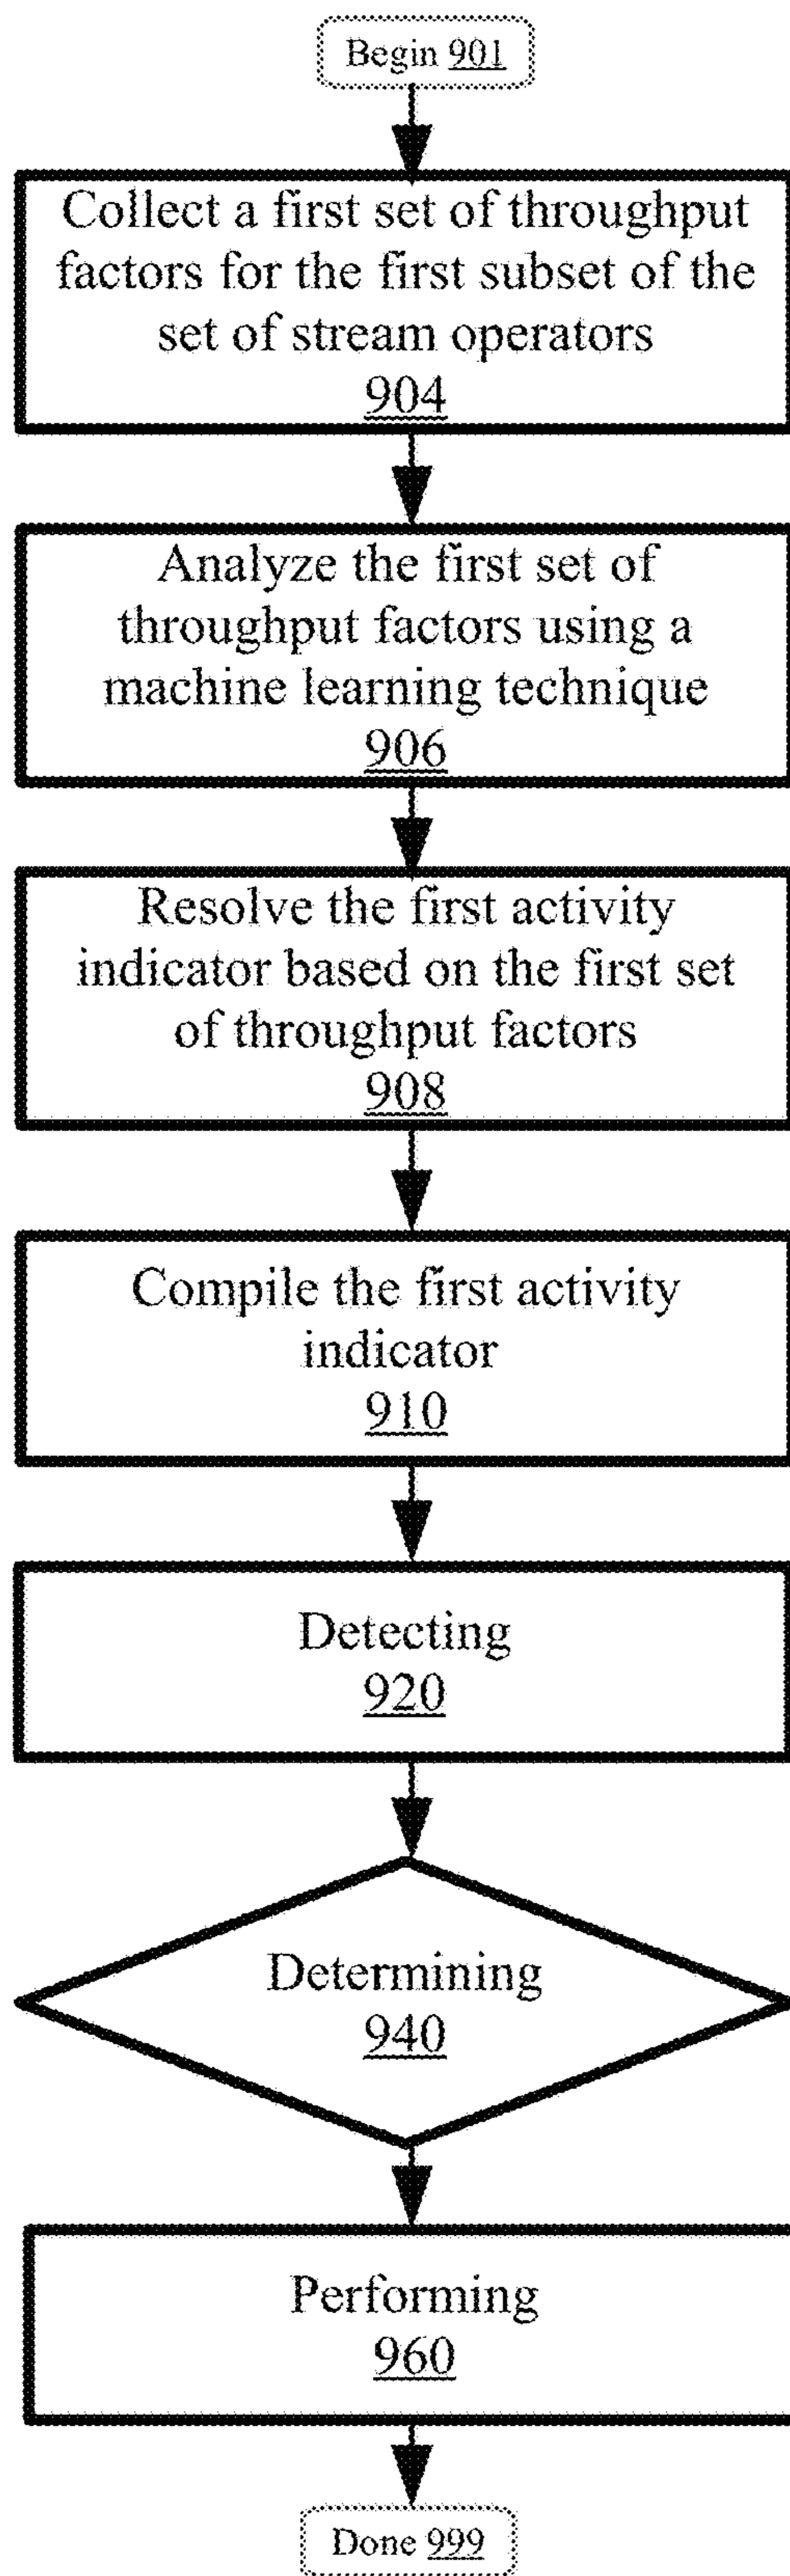 Begin 901
Collect a first set of throughput
factors for the first subset of the
set of stream operators
904
Analyze the first set of
throughput factors using a
machine learning technique
906
Resolve the first activity
indicator based on the first set
of throughput factors
908
Compile the first activity
indicator
910
Detecting
920
Determining
940
Performing
960
Done 999